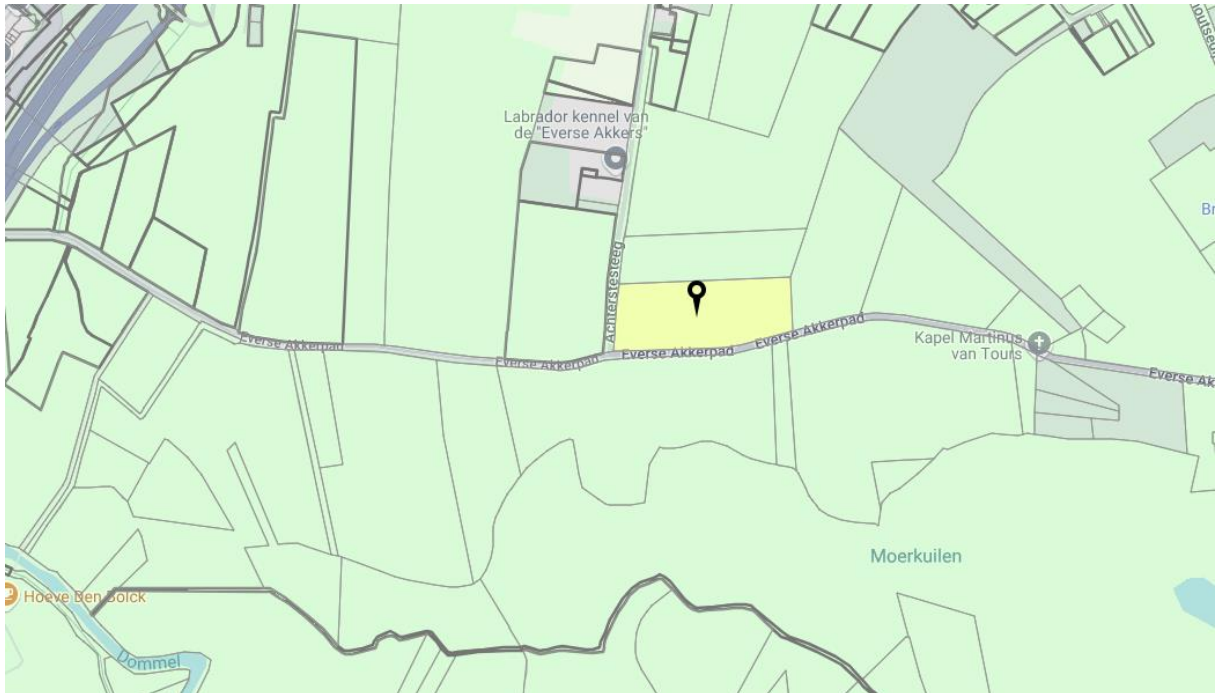 Labrador kennel van
de "Everse Akkers"
Achterstesteeg
Everse Akkerpad
Everse Akkerpad
Everse Akkerpad
Everse Akkerpad
Kapel Martinus
van Tours
Everse Ak
Br
Moerkuilen
Hoeve Den Bolck
Dommel